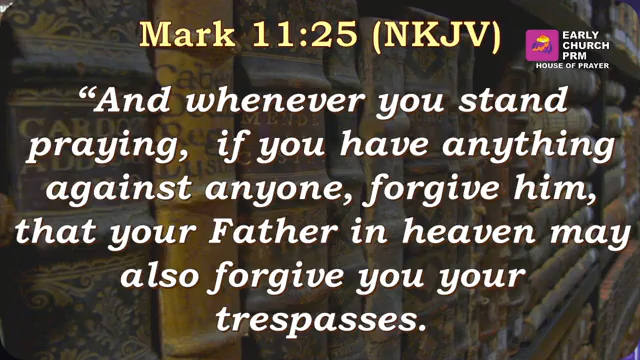 Mark 11:25 (NKJV)
EARLY
CHURCH
PRM
HOUSE OF PRAYER
“And whenever you stand
praying, if you have anything
against anyone, forgive him,
that your Father in heaven may
also forgive you your
trespasses.